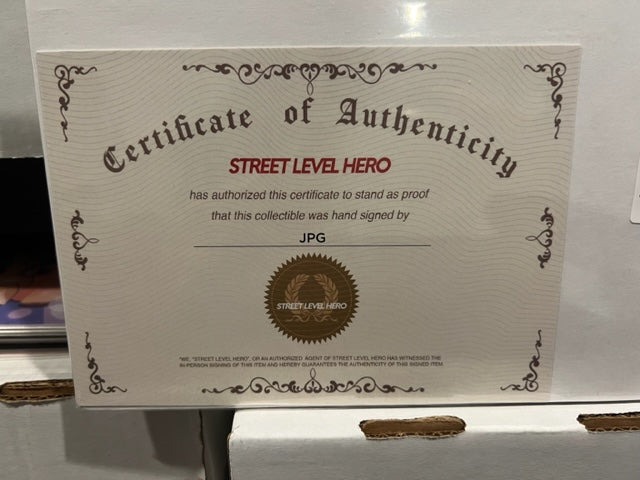 Certificate of Authenticity
STREET LEVEL HERO
has authorized this certificate to stand as proof
that this collectible was hand signed by
JPG
STREET LEVEL HERO
"WE, "STREET LEVEL HERO", OR AN AUTHORIZED AGENT OF STREET LEVEL HERO HAS WITNESSED THE
IN-PERSON SIGNING OF THIS ITEM AND HEREBY GUARANTEES THE AUTHENTICITY OF THIS SIGNED ITEM.